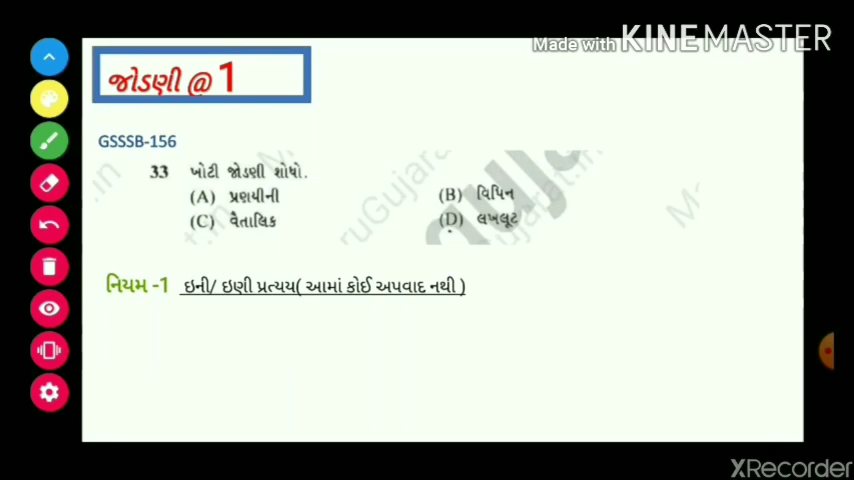 Made with KINEMASTER
જોડણી @ 1
GSSSB-156
33 ખોટી જોડણી શોધો.
(A) પ્રણયીની (B) વિપિન
(C) વૈતાલિક (D) લખલૂટ
નિયમ -1 ઇની/ ઇણી પ્રત્યય( આમાં કોઈ અપવાદ નથી )
XRecorder